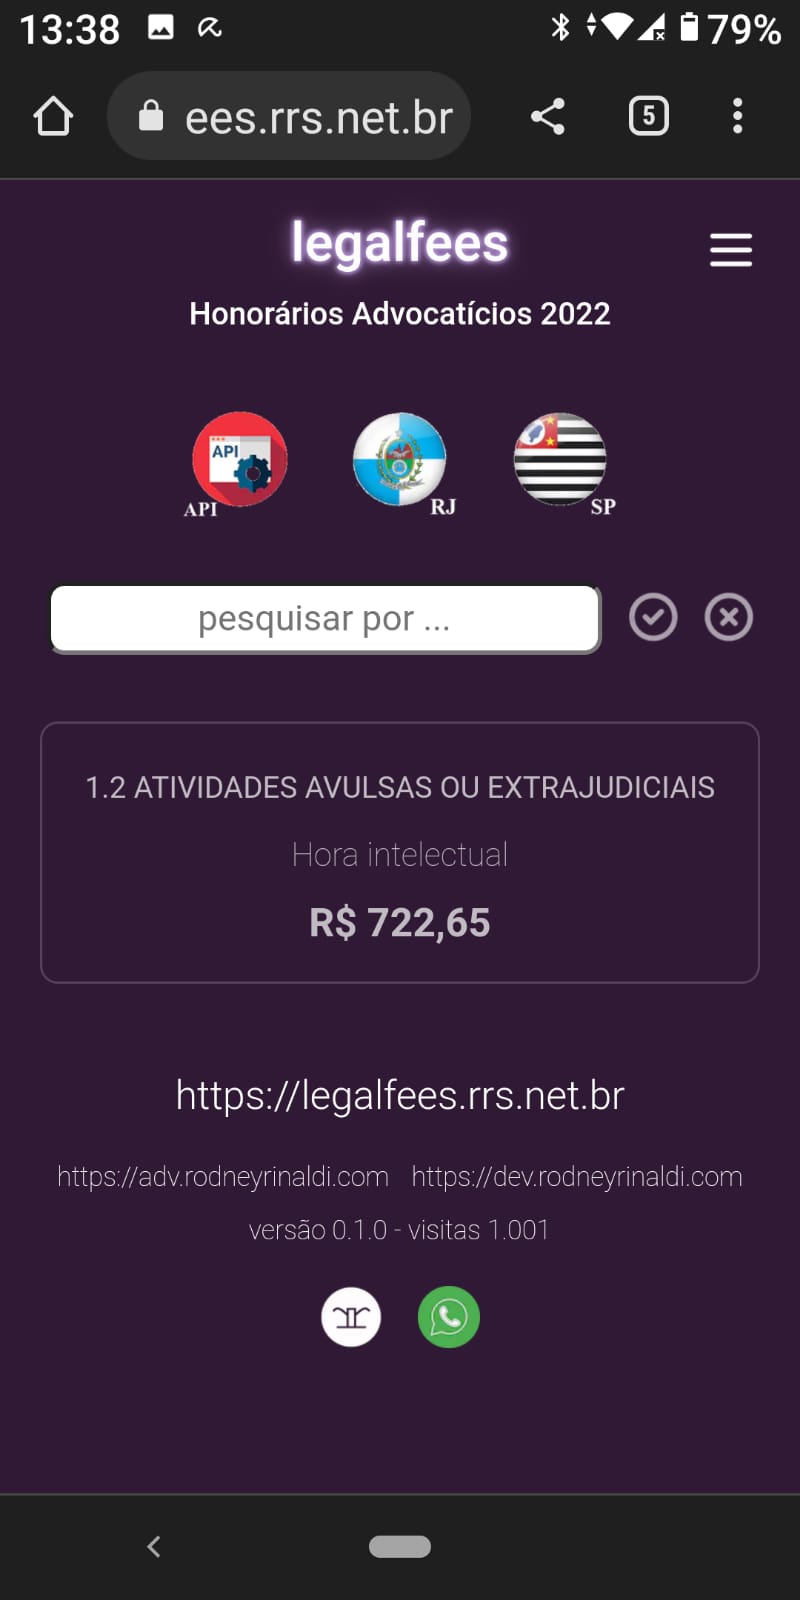 13:38 79%
ees.rrs.net.br 5
legalfees
Honorários Advocatícios 2022
API
API RJ SP
pesquisar por ...
1.2 ATIVIDADES AVULSAS OU EXTRAJUDICIAIS
Hora intelectual
R$ 722,65
https://legalfees.rrs.net.br
https://adv.rodneyrinaldi.com https://dev.rodneyrinaldi.com
versão 0.1.0 - visitas 1.001